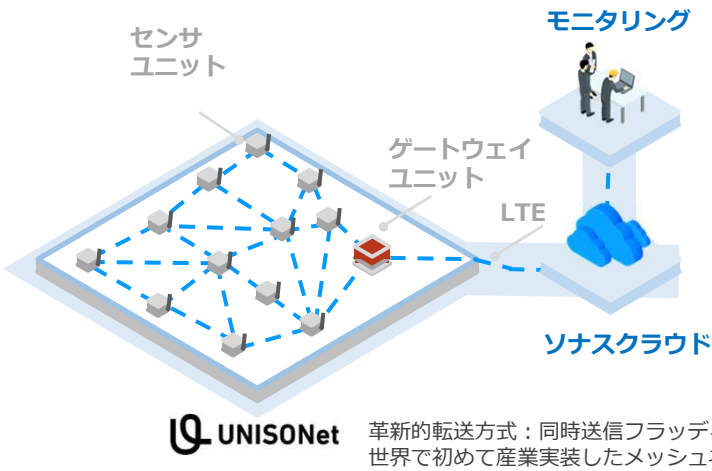 モニタリング
センサ
ユニット
ゲートウェイ
ユニット
LTE
ソナスクラウド
UNISONet
革新的転送方式：同時送信フラッディ
世界で初めて産業実装したメッシュ